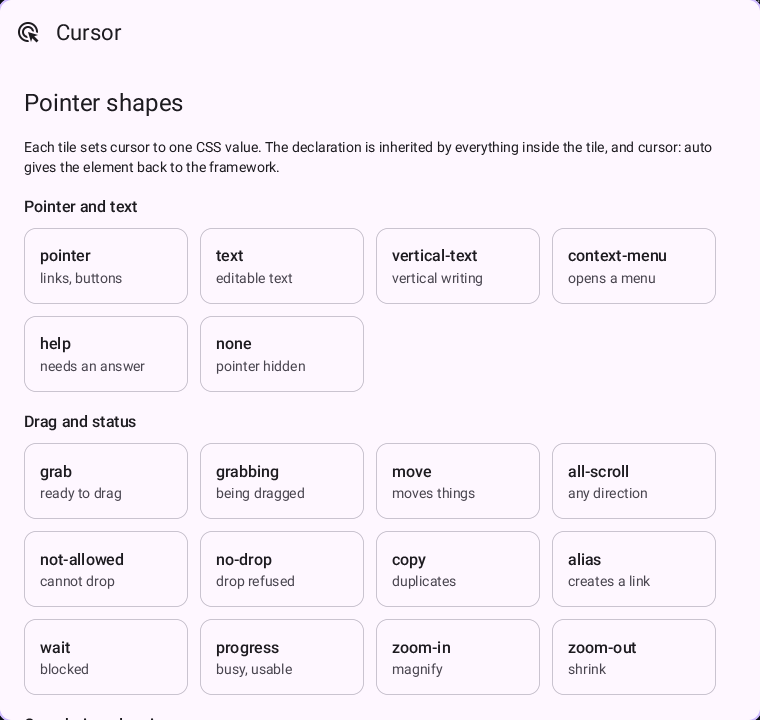 Cursor
Pointer shapes
Each tile sets cursor to one CSS value. The declaration is inherited by everything inside the tile, and cursor: auto
gives the element back to the framework.
Pointer and text
pointer
links, buttons
text
editable text
vertical-text
vertical writing
context-menu
opens a menu
help
needs an answer
none
pointer hidden
Drag and status
grab
ready to drag
grabbing
being dragged
move
moves things
all-scroll
any direction
not-allowed
cannot drop
no-drop
drop refused
copy
duplicates
alias
creates a link
wait
blocked
progress
busy, usable
zoom-in
magnify
zoom-out
shrink